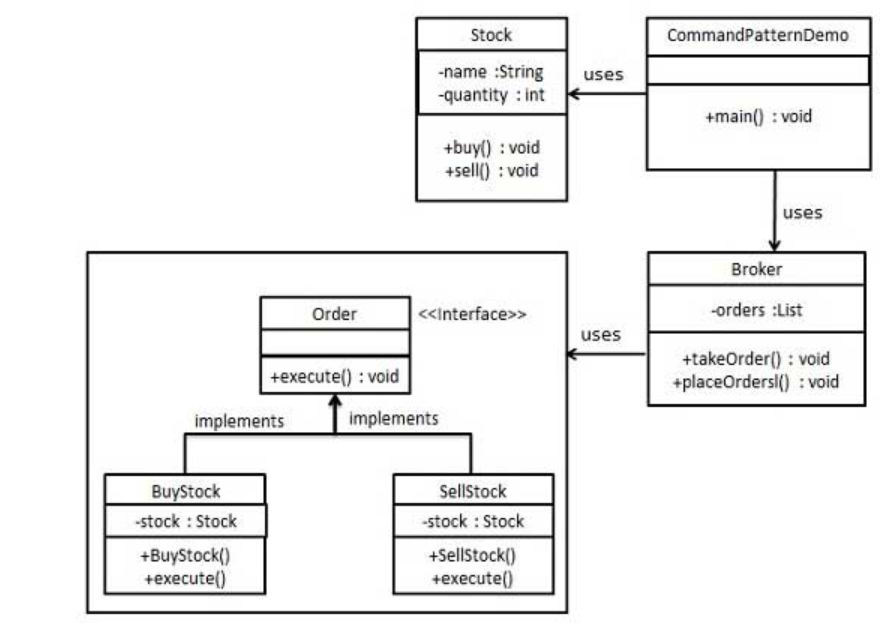 Stock
-name :String
-quantity : int
+buy() : void
+sell() : void
uses
CommandPatternDemo
+main() : void
uses
Broker
-orders :List
+takeOrder() : void
+placeOrdersl() : void
uses
Order
<<Interface>>
+execute() : void
implements
implements
BuyStock
-stock : Stock
+BuyStock()
+execute()
SellStock
-stock : Stock
+SellStock()
+execute()